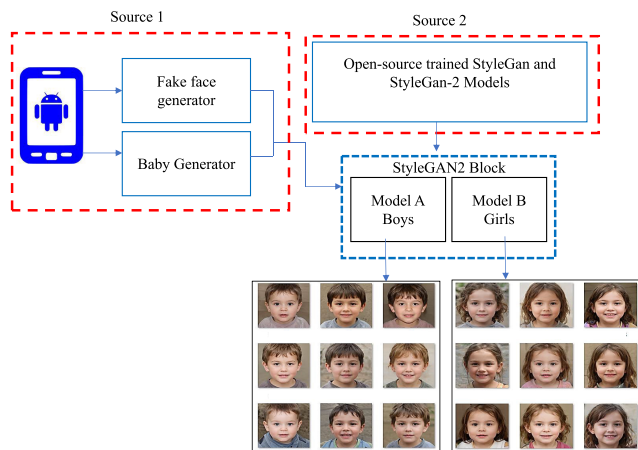 Source 1
Source 2
Fake face
generator
Baby Generator
Open-source trained StyleGan and
StyleGan-2 Models
StyleGAN2 Block
Model A
Boys
Model B
Girls